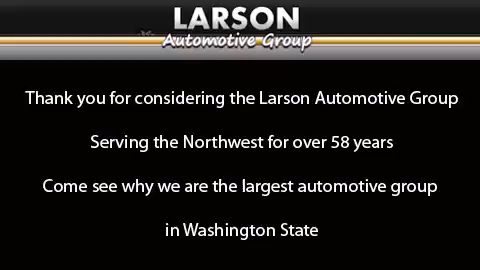 LARSON
Automotive Group
Thank you for considering the Larson Automotive Group
Serving the Northwest for over 58 years
Come see why we are the largest automotive group
in Washington State